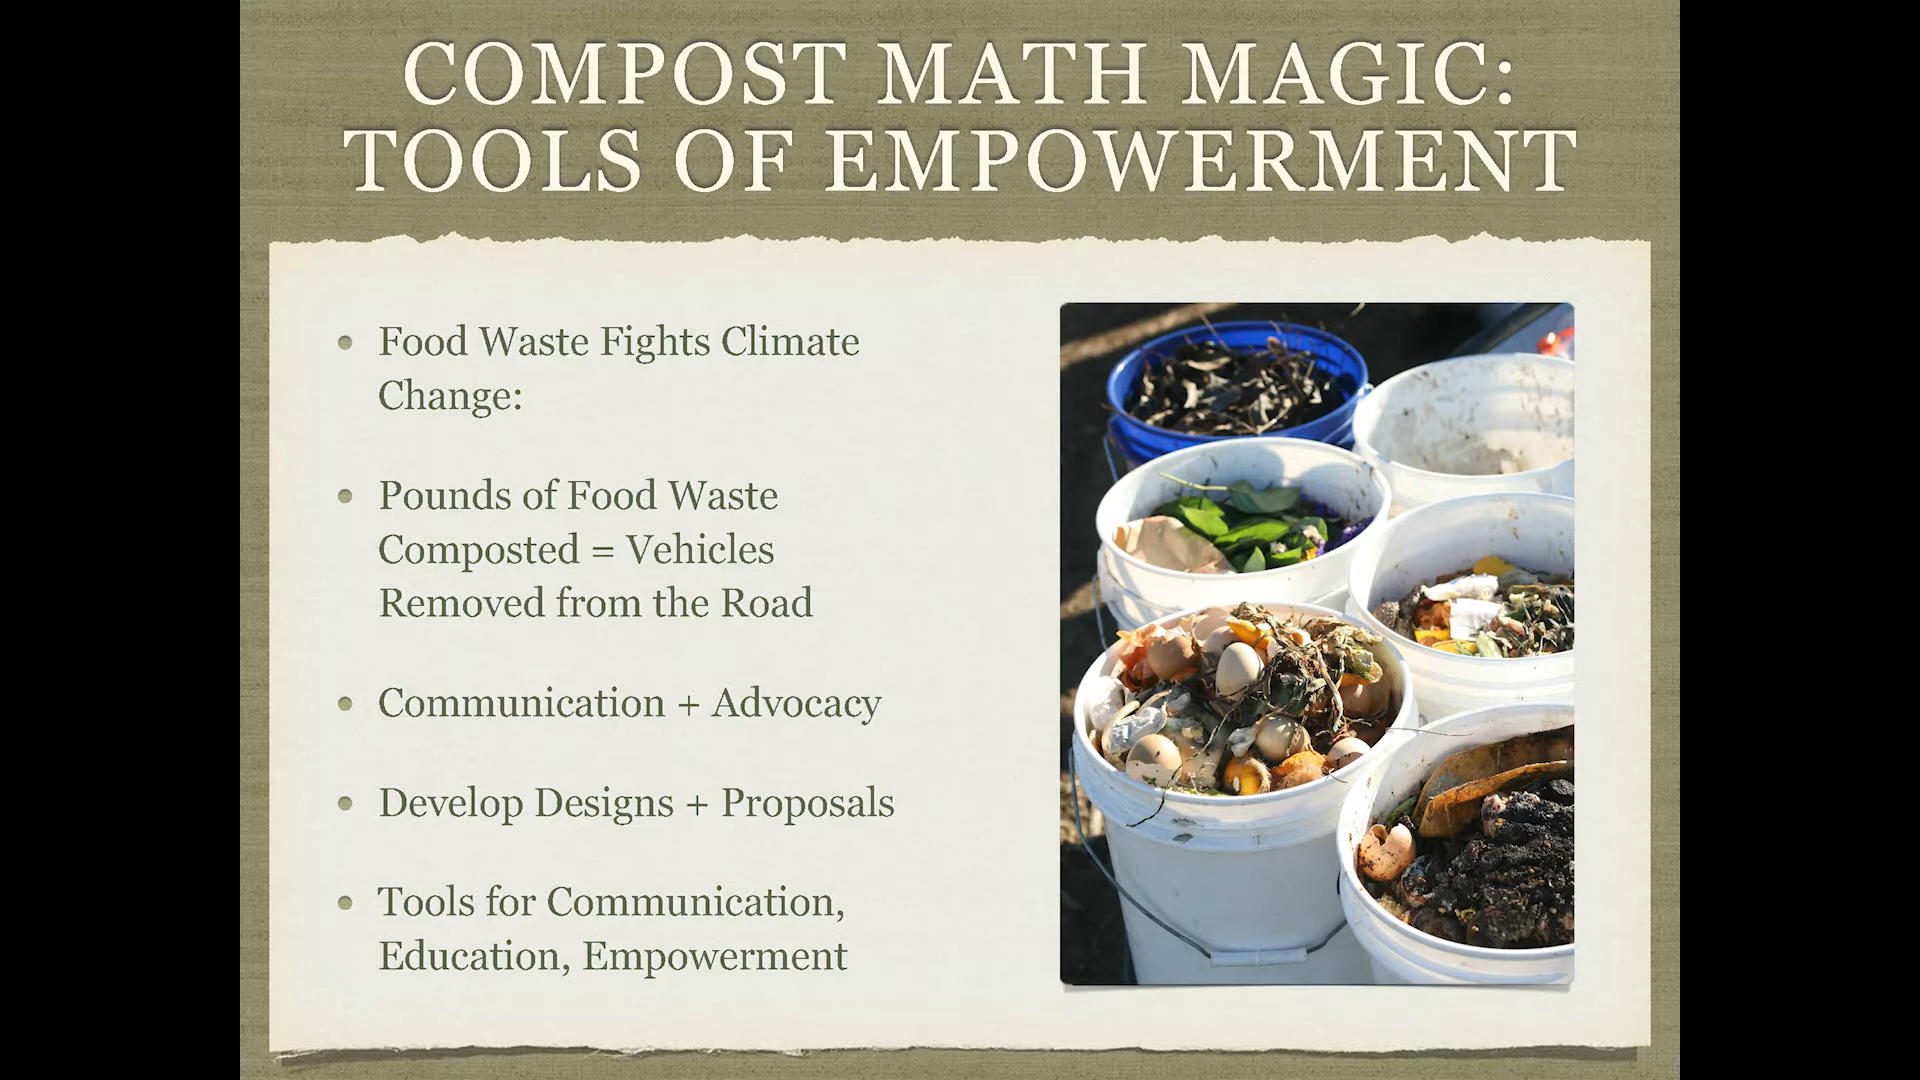 COMPOST MATH MAGIC:
TOOLS OF EMPOWERMENT
• Food Waste Fights Climate
Change:
• Pounds of Food Waste
Composted = Vehicles
Removed from the Road
• Communication + Advocacy
• Develop Designs + Proposals
• Tools for Communication,
Education, Empowerment